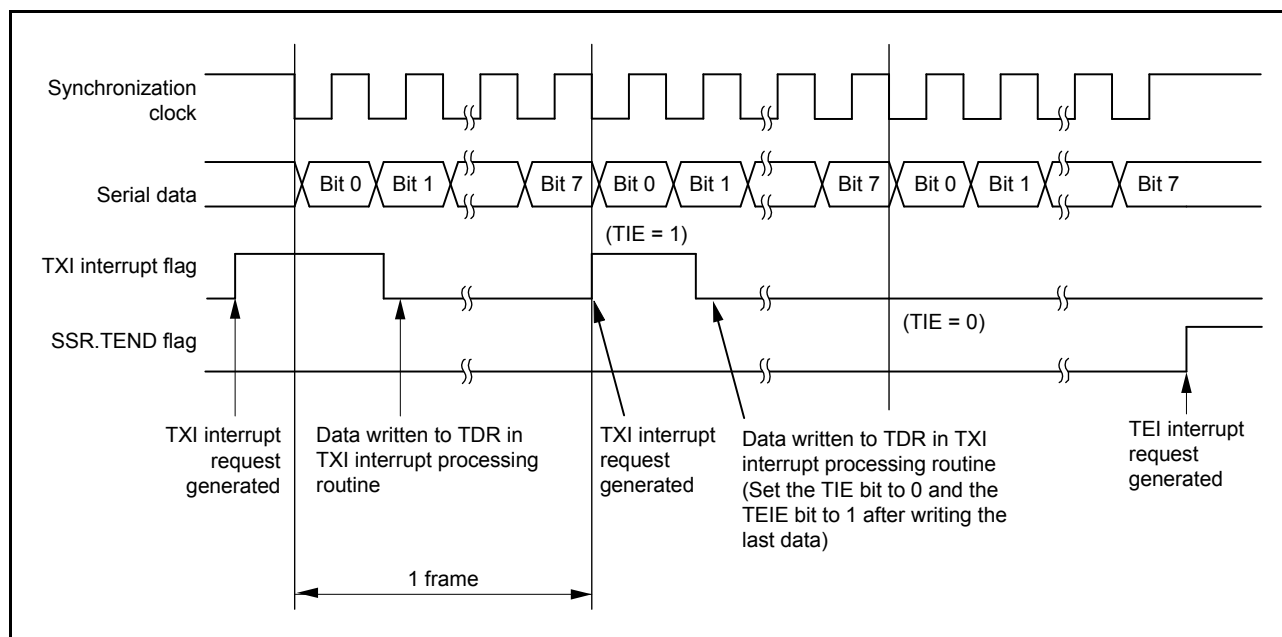 Synchronization
clock
Serial data
Bit 0 Bit 1 Bit 7 Bit 0 Bit 1 Bit 7 Bit 0 Bit 1 Bit 7
(TIE = 1)
TXI interrupt flag
(TIE = 0)
SSR.TEND flag
TXI interrupt
request
generated
Data written to TDR in
TXI interrupt processing
routine
TXI interrupt
request
generated
Data written to TDR in TXI
interrupt processing routine
(Set the TIE bit to 0 and the
TEIE bit to 1 after writing the
last data)
TEI interrupt
request
generated
1 frame